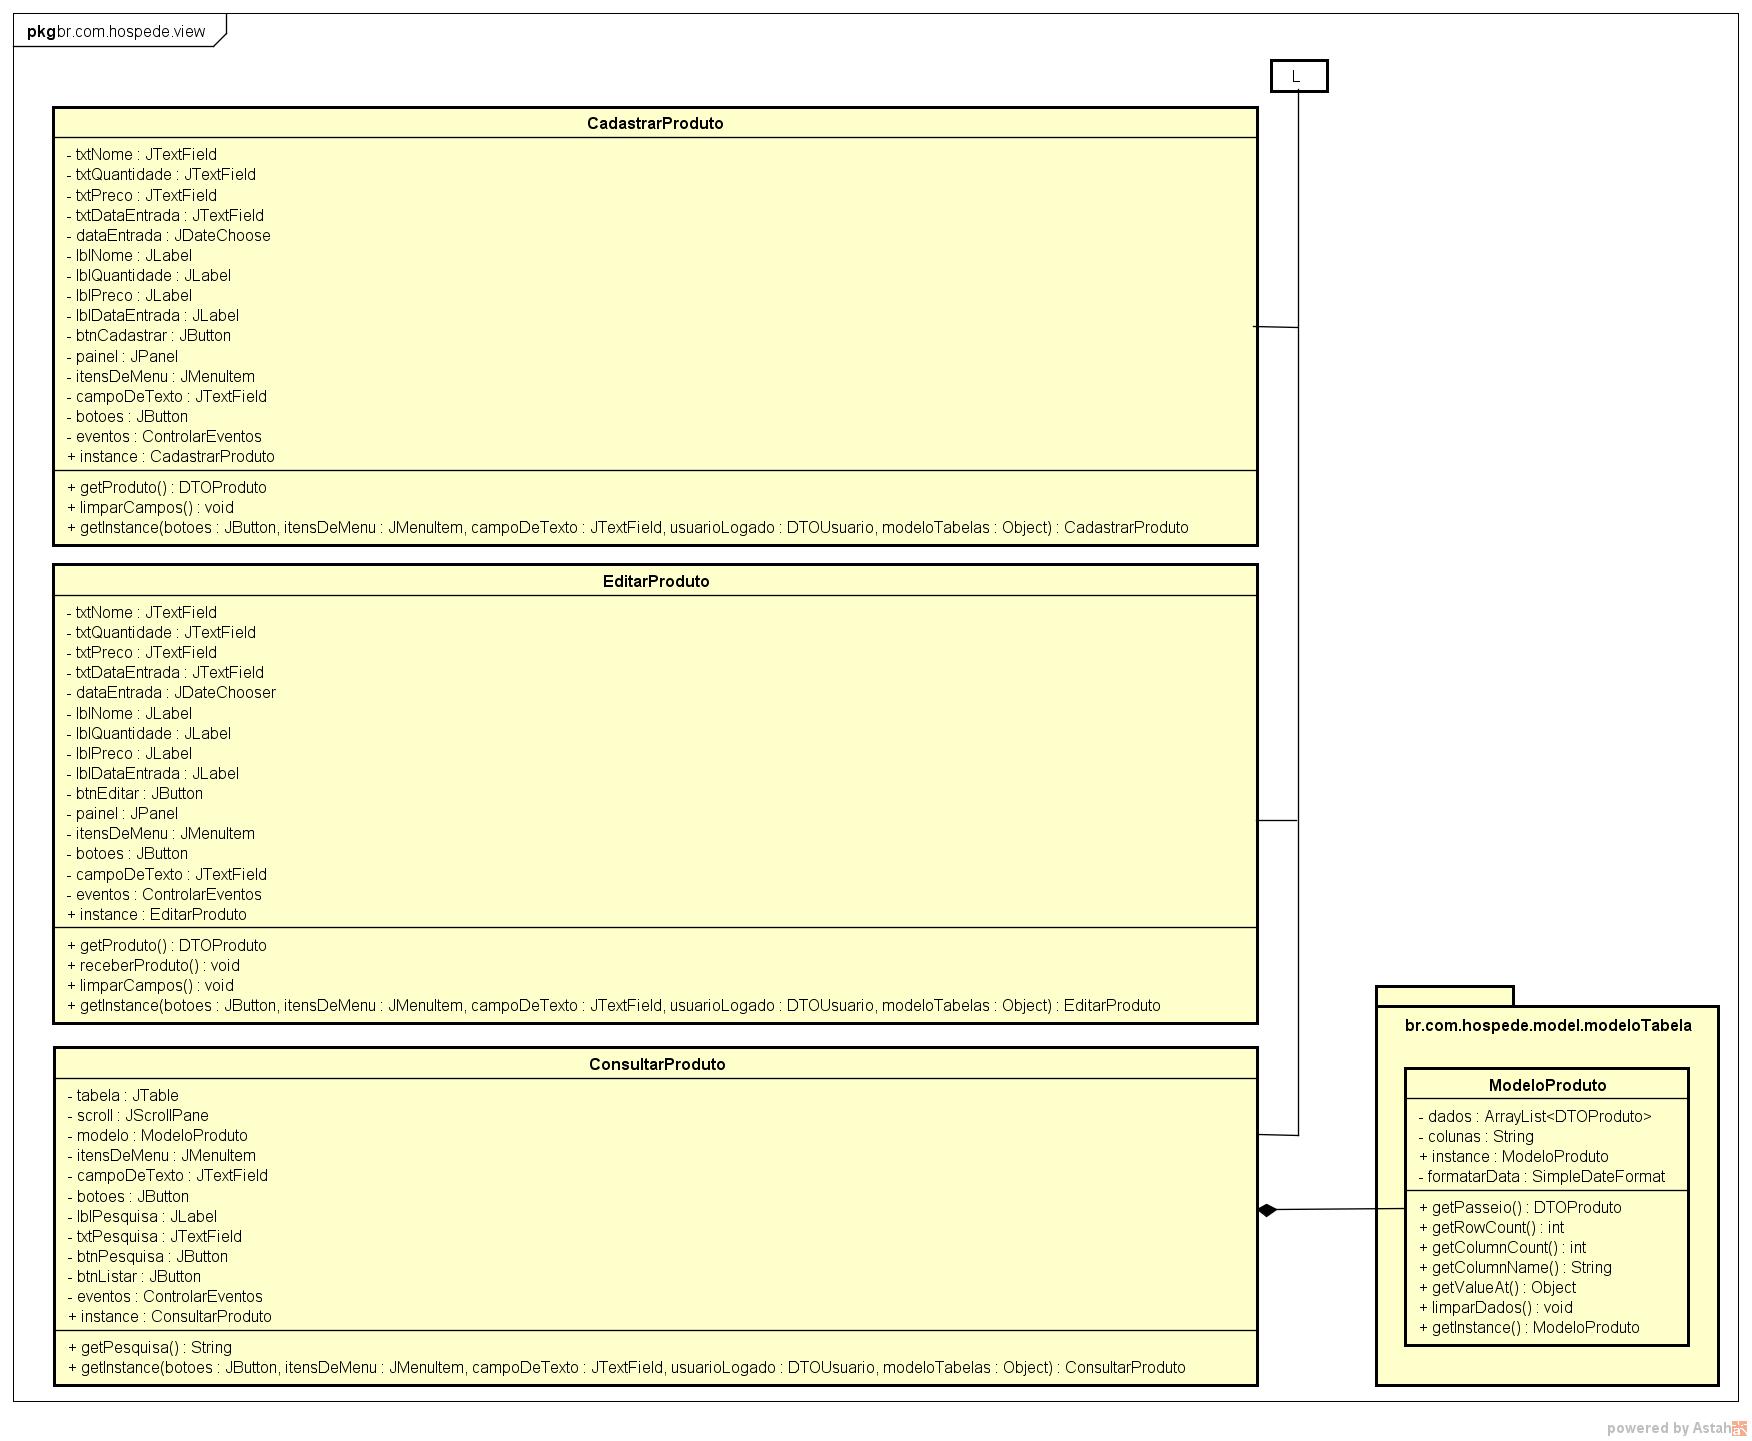 pkg br.com.hospede.view
L
CadastrarProduto
- txtNome : JTextField
- txtQuantidade : JTextField
- txtPreco : JTextField
- txtDataEntrada : JTextField
- dataEntrada : JDateChoose
- lblNome : JLabel
- lblQuantidade : JLabel
- lblPreco : JLabel
- lblDataEntrada : JLabel
- btnCadastrar : JButton
- painel : JPanel
- itensDeMenu : JMenuItem
- campoDeTexto : JTextField
- botoes : JButton
- eventos : ControlarEventos
+ instance : CadastrarProduto
+ getProduto() : DTOProduto
+ limparCampos() : void
+ getInstance(botoes : JButton, itensDeMenu : JMenuItem, campoDeTexto : JTextField, usuarioLogado : DTOUsuario, modeloTabelas : Object) : CadastrarProduto
EditarProduto
- txtNome : JTextField
- txtQuantidade : JTextField
- txtPreco : JTextField
- txtDataEntrada : JTextField
- dataEntrada : JDateChooser
- lblNome : JLabel
- lblQuantidade : JLabel
- lblPreco : JLabel
- lblDataEntrada : JLabel
- btnEditar : JButton
- painel : JPanel
- itensDeMenu : JMenuItem
- botoes : JButton
- campoDeTexto : JTextField
- eventos : ControlarEventos
+ instance : EditarProduto
+ getProduto() : DTOProduto
+ receberProduto() : void
+ limparCampos() : void
+ getInstance(botoes : JButton, itensDeMenu : JMenuItem, campoDeTexto : JTextField, usuarioLogado : DTOUsuario, modeloTabelas : Object) : EditarProduto
ConsultarProduto
- tabela : JTable
- scroll : JScrollPane
- modelo : ModeloProduto
- itensDeMenu : JMenuItem
- campoDeTexto : JTextField
- botoes : JButton
- lblPesquisa : JLabel
- txtPesquisa : JTextField
- btnPesquisa : JButton
- btnListar : JButton
- eventos : ControlarEventos
+ instance : ConsultarProduto
+ getPesquisa() : String
+ getInstance(botoes : JButton, itensDeMenu : JMenuItem, campoDeTexto : JTextField, usuarioLogado : DTOUsuario, modeloTabelas : Object) : ConsultarProduto
br.com.hospede.model.modeloTabela
ModeloProduto
- dados : ArrayList<DTOProduto>
- colunas : String
+ instance : ModeloProduto
- formatarData : SimpleDateFormat
+ getPasseio() : DTOProduto
+ getRowCount() : int
+ getColumnCount() : int
+ getColumnName() : String
+ getValueAt() : Object
+ limparDados() : void
+ getInstance() : ModeloProduto
powered by Astah